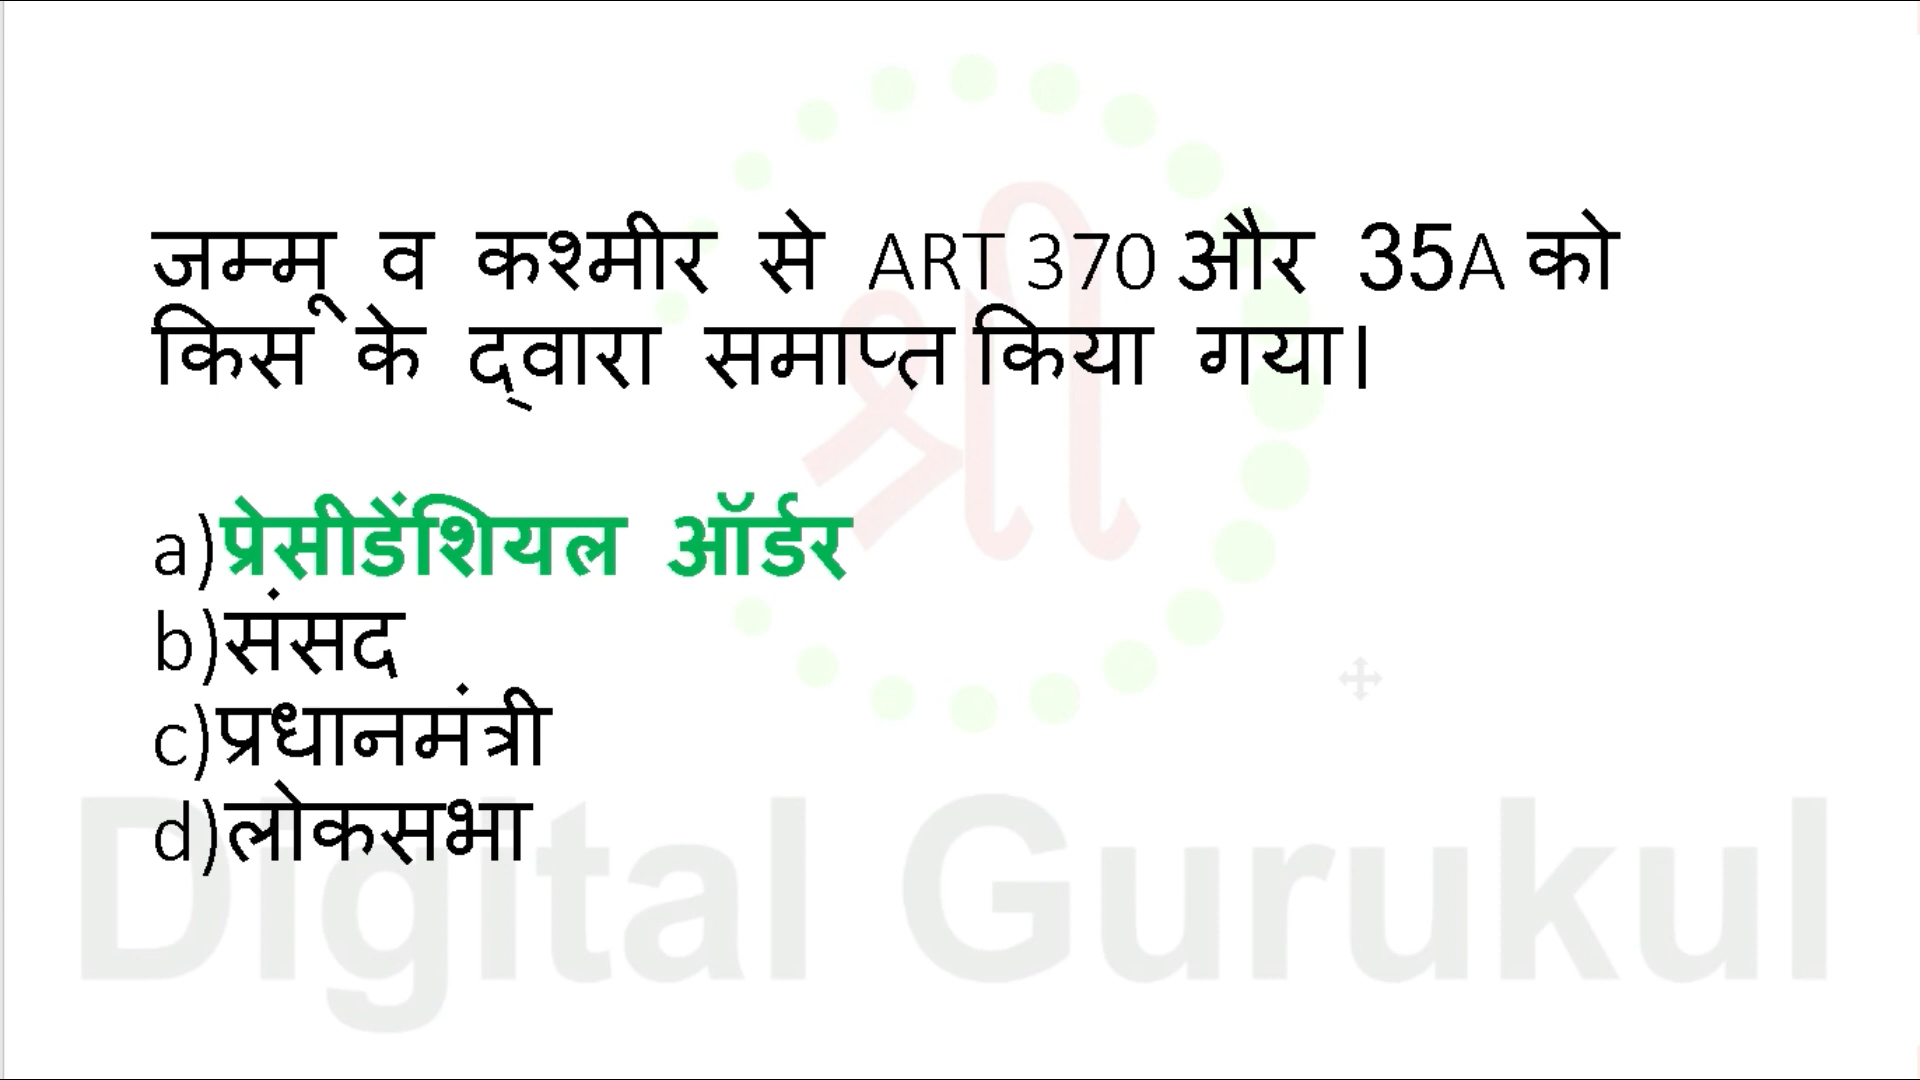 जम्मू व कश्मीर से ART 370 और 35A को
किस के द्वारा समाप्त किया गया।
a)प्रेसीडेंशियल ऑर्डर
b)संसद
c)प्रधानमंत्री
d)लोकसभा
श्री
Digital Gurukul